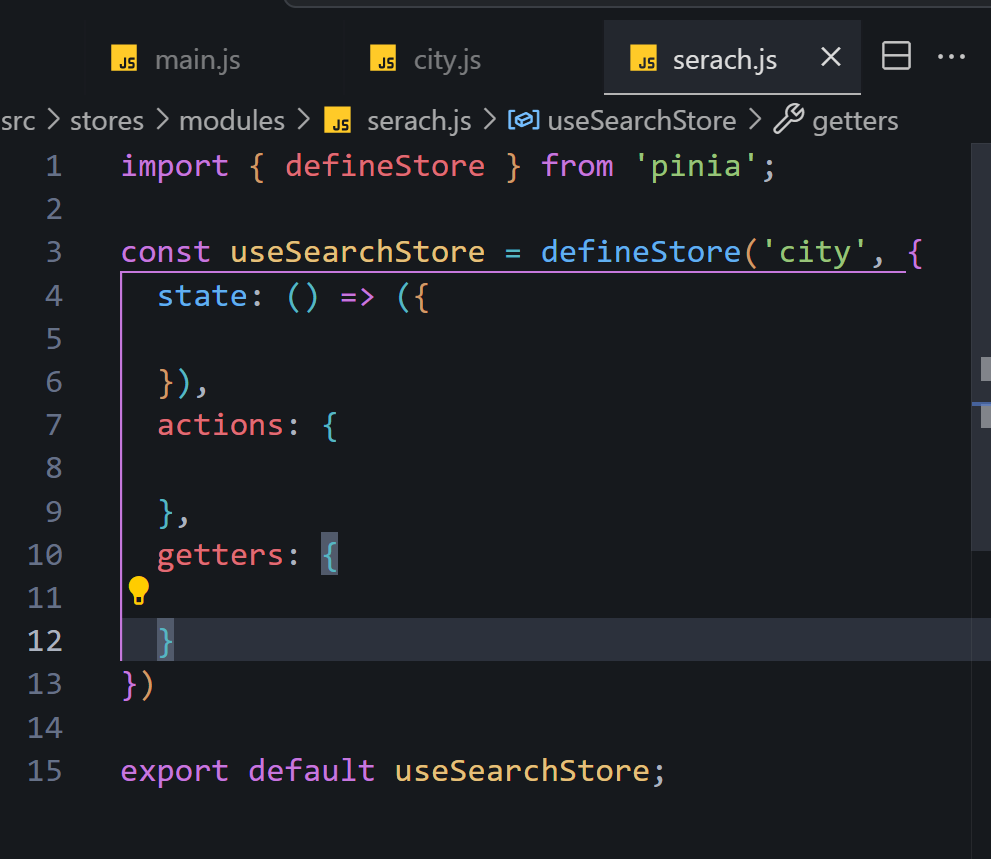 JS main.js JS city.js JS serach.js
src > stores > modules > JS serach.js > useSearchStore > getters
1 import { defineStore } from 'pinia';
2
3 const useSearchStore = defineStore('city', {
4   state: () => ({
5
6   }),
7   actions: {
8
9   },
10   getters: {
11
12   }
13 })
14
15 export default useSearchStore;